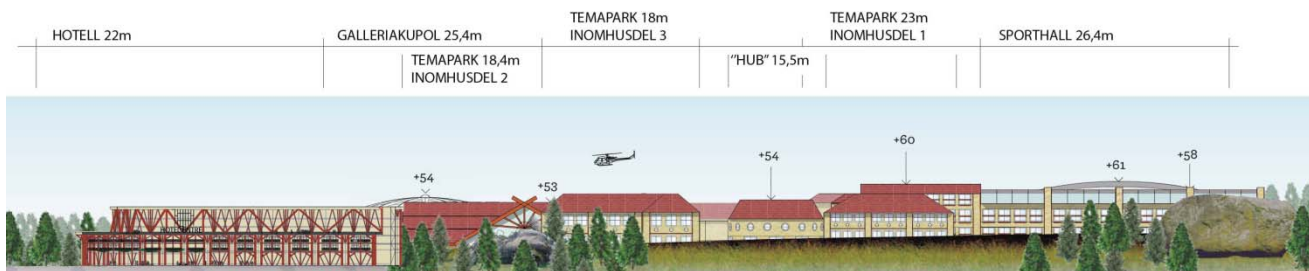 TEMAPARK 18m
INOMHUSDEL 3
TEMAPARK 23m
INOMHUSDEL 1
HOTELL 22m
GALLERIAKUPOL 25,4m
SPORTHALL 26,4m
TEMAPARK 18,4m
INOMHUSDEL 2
"HUB" 15,5m
+60
+54
+58
+61
+54
+53